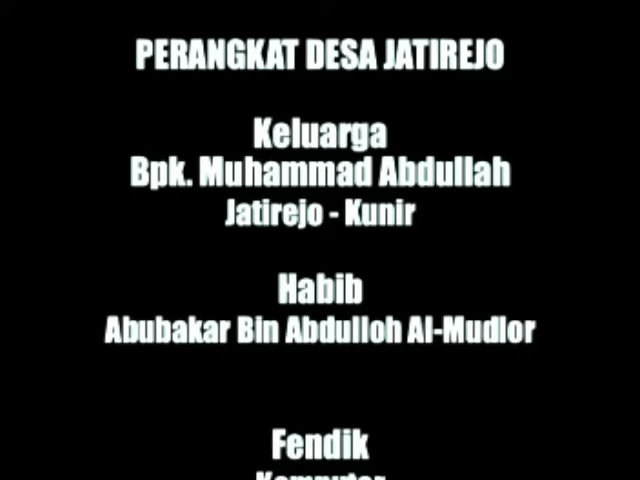 PERANGKAT DESA JATIREJO
Keluarga
Bpk. Muhammad Abdullah
Jatirejo - Kunir
Habib
Abubakar Bin Abdulloh Al-Mudlor
Fendik